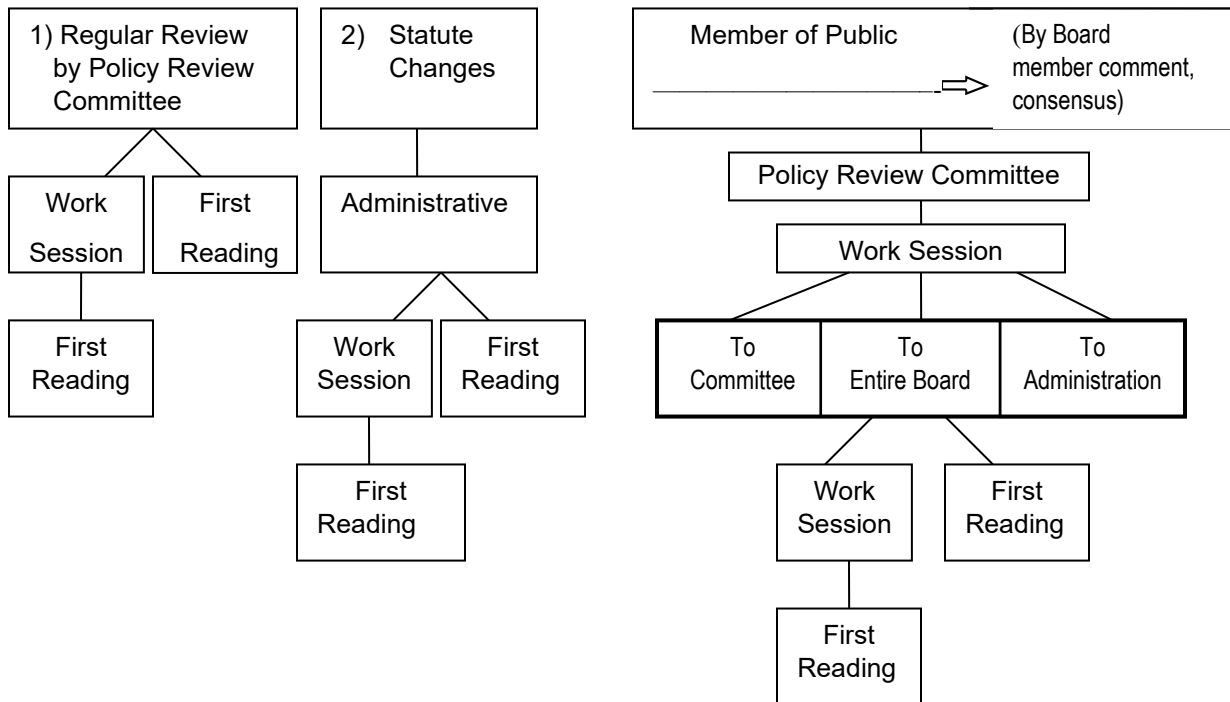 1) Regular Review
by Policy Review
Committee
2) Statute
Changes
Member of Public
(By Board
member comment,
consensus)
Policy Review Committee
Work
Session
First
Reading
Administrative
Work Session
First
Reading
Work
Session
First
Reading
To
Committee
To
Entire Board
To
Administration
First
Reading
Work
Session
First
Reading
First
Reading